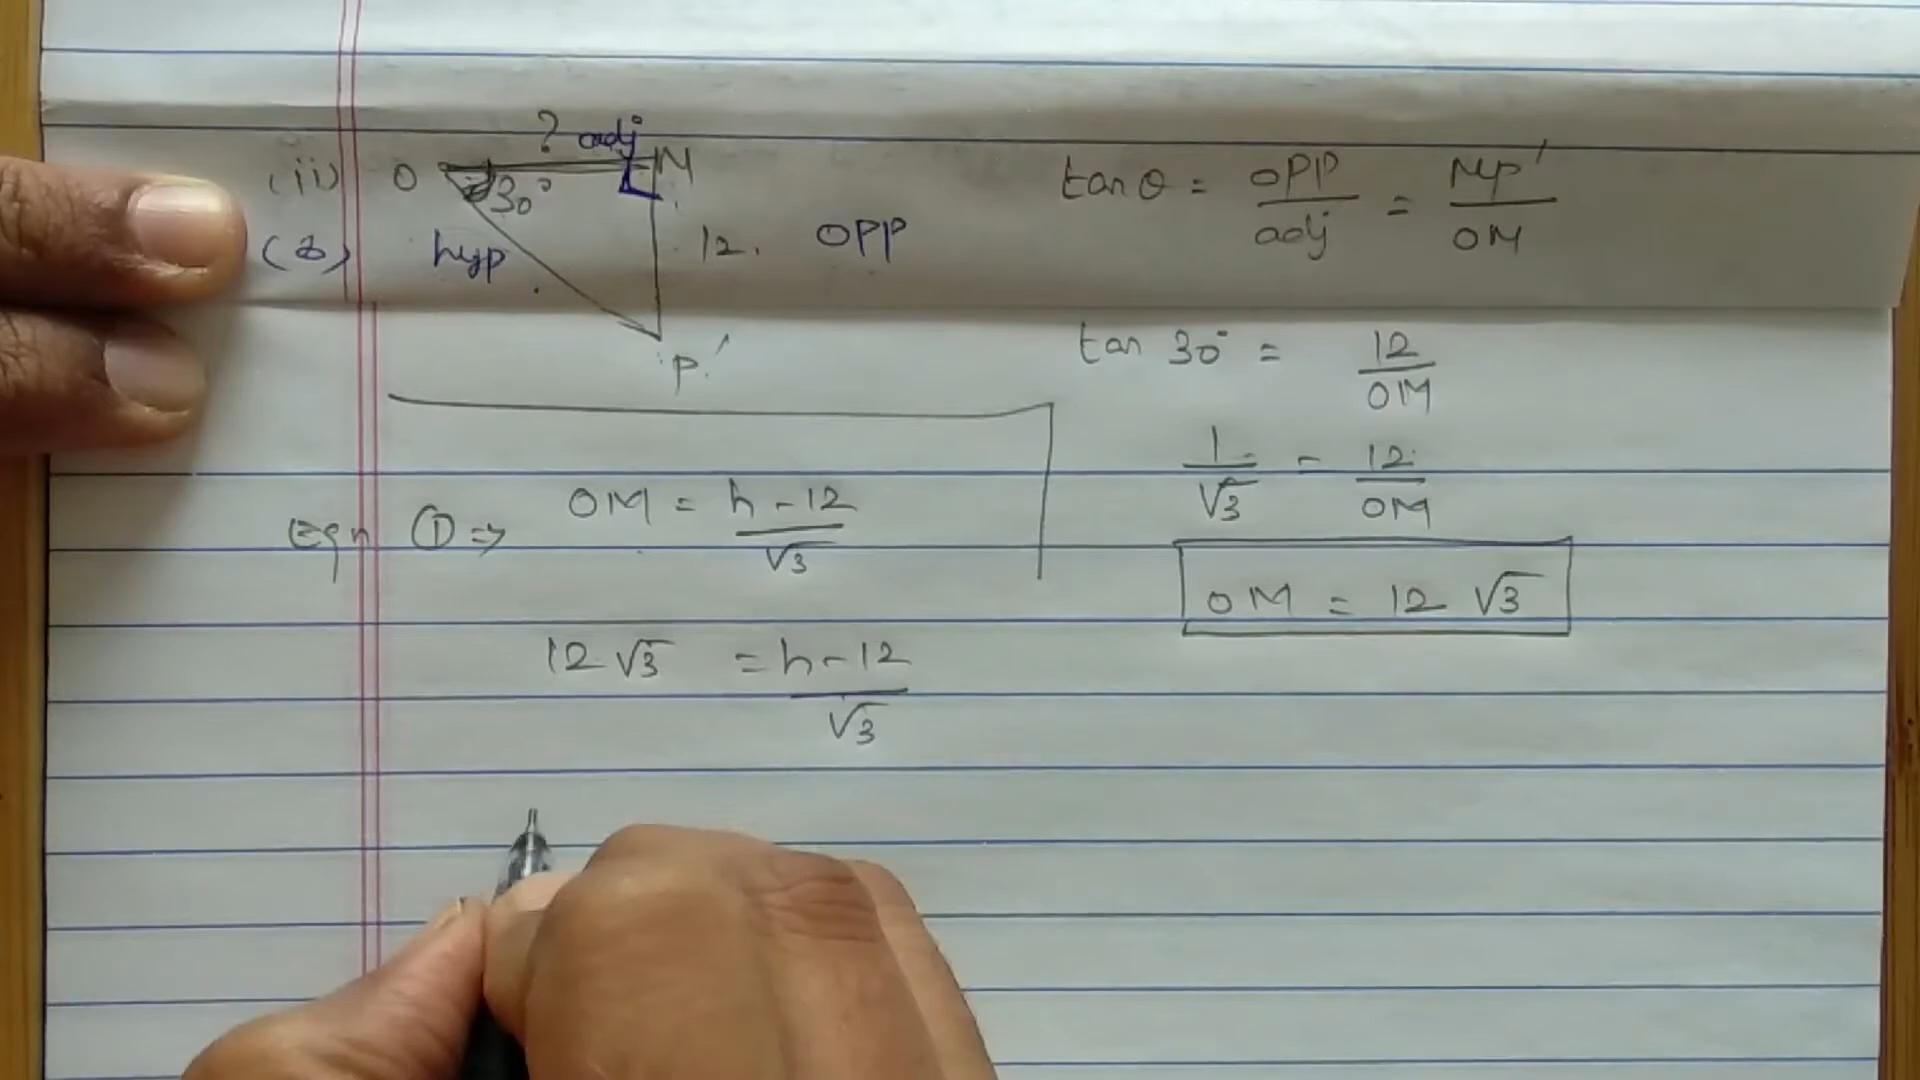 (ii) O ? adj M
30°
hyp 12. OPP
P'
tan θ = OPP/adj = MP'/OM
tan 30° = 12/OM
1/√3 = 12/OM
OM = 12 √3
Eqn ① => OM = h - 12/√3
12 √3 = h - 12/√3